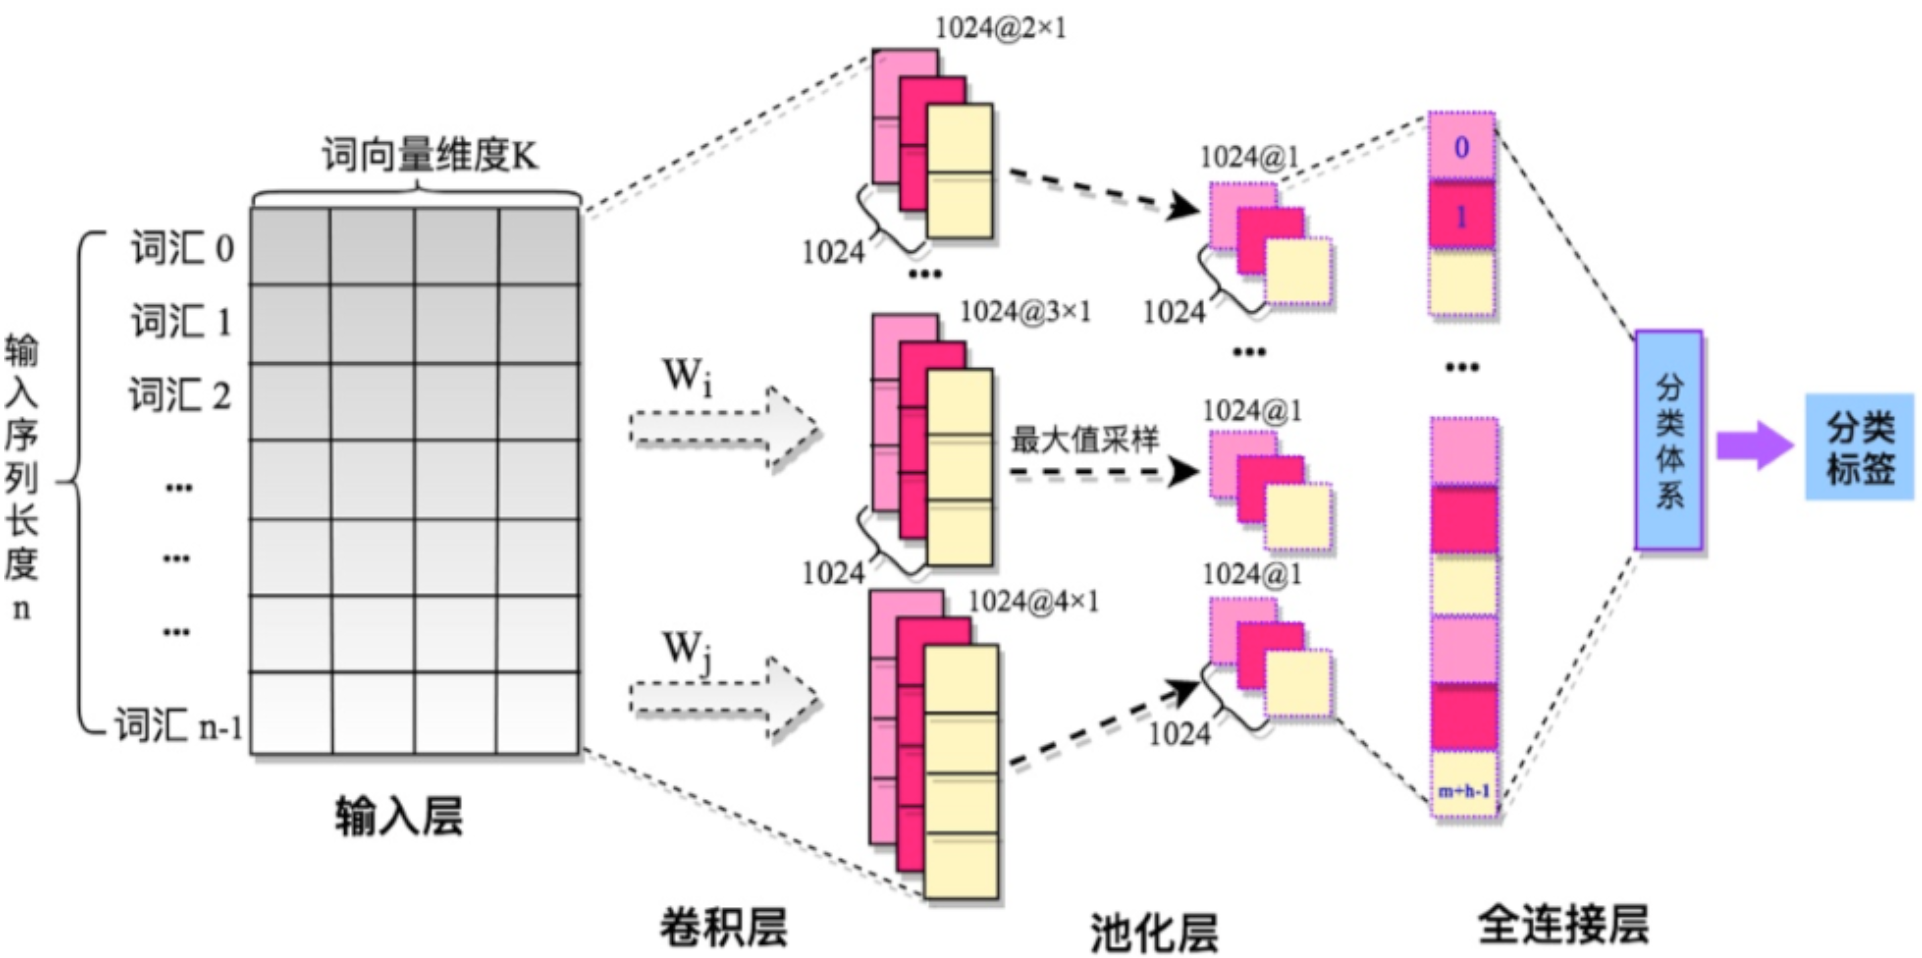 词向量维度K
输入序列长度n
词汇 0
词汇 1
词汇 2
...
...
...
词汇 n-1
输入层
Wi
Wj
1024@2×1
1024
...
1024@3×1
1024
1024@4×1
卷积层
最大值采样
1024@1
1024
...
1024@1
1024@1
1024
池化层
0
1
...
m+h-1
全连接层
分类体系
分类
标签